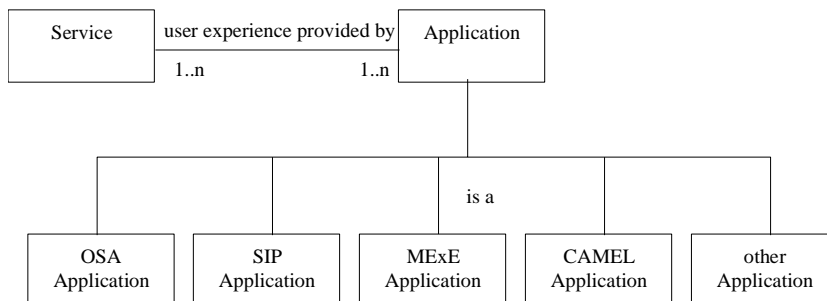 Service
user experience provided by
Application
1..n
1..n
is a
OSA
Application
SIP
Application
MExE
Application
CAMEL
Application
other
Application